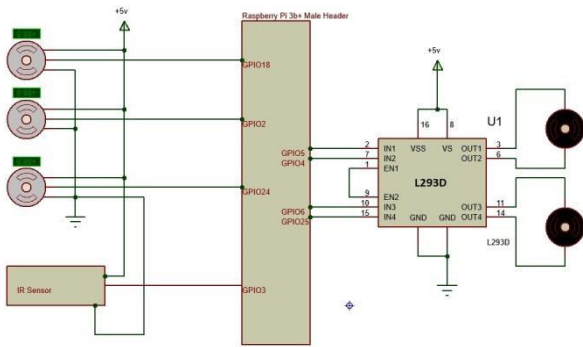 Raspberry Pi 3b+ Male Header
+5v
GPIO18
GPIO2
GPIO24
GPIO3
IR Sensor
GPIO5
GPIO4
GPIO6
GPIO25
+5v
U1
16
8
2
7
1
9
10
15
IN1
IN2
EN1
EN2
IN3
IN4
VSS
VS
L293D
GND
GND
OUT1
OUT2
OUT3
OUT4
3
6
11
14
L293D